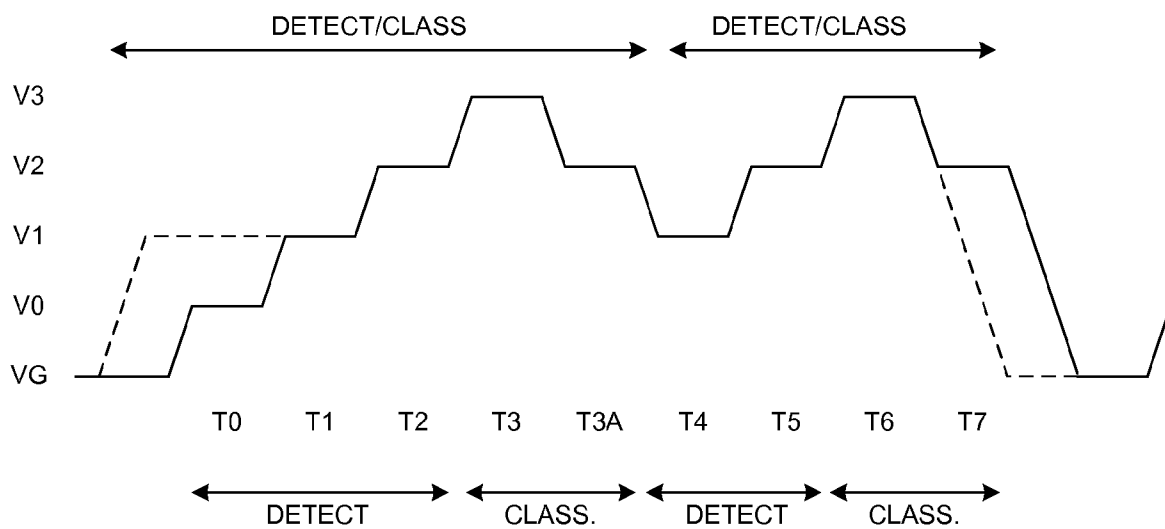 DETECT/CLASS DETECT/CLASS
V3
V2
V1
V0
VG
T0 T1 T2 T3 T3A T4 T5 T6 T7
DETECT CLASS. DETECT CLASS.